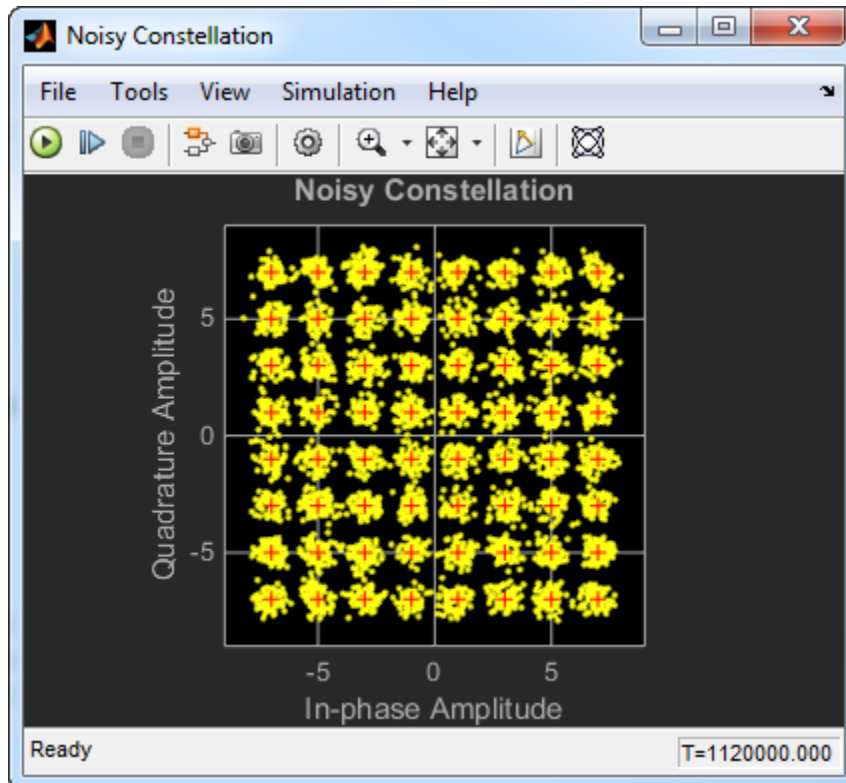 Noisy Constellation
File Tools View Simulation Help
Noisy Constellation
Quadrature Amplitude
5
0
-5
-5 0 5
In-phase Amplitude
Ready T=1120000.000